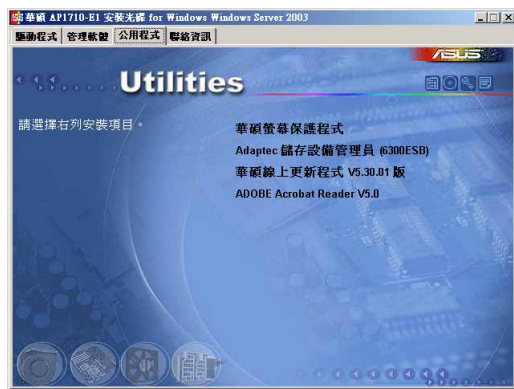 華碩 AP1710-E1 安裝光碟 for Windows Windows Server 2003
驅動程式 管理軟體 公用程式 聯絡資訊
ASUS
Utilities
請選擇右列安裝項目。
華碩螢幕保護程式
Adaptec 儲存設備管理員 (6300ESB)
華碩線上更新程式 V5.30.01 版
ADOBE Acrobat Reader V5.0